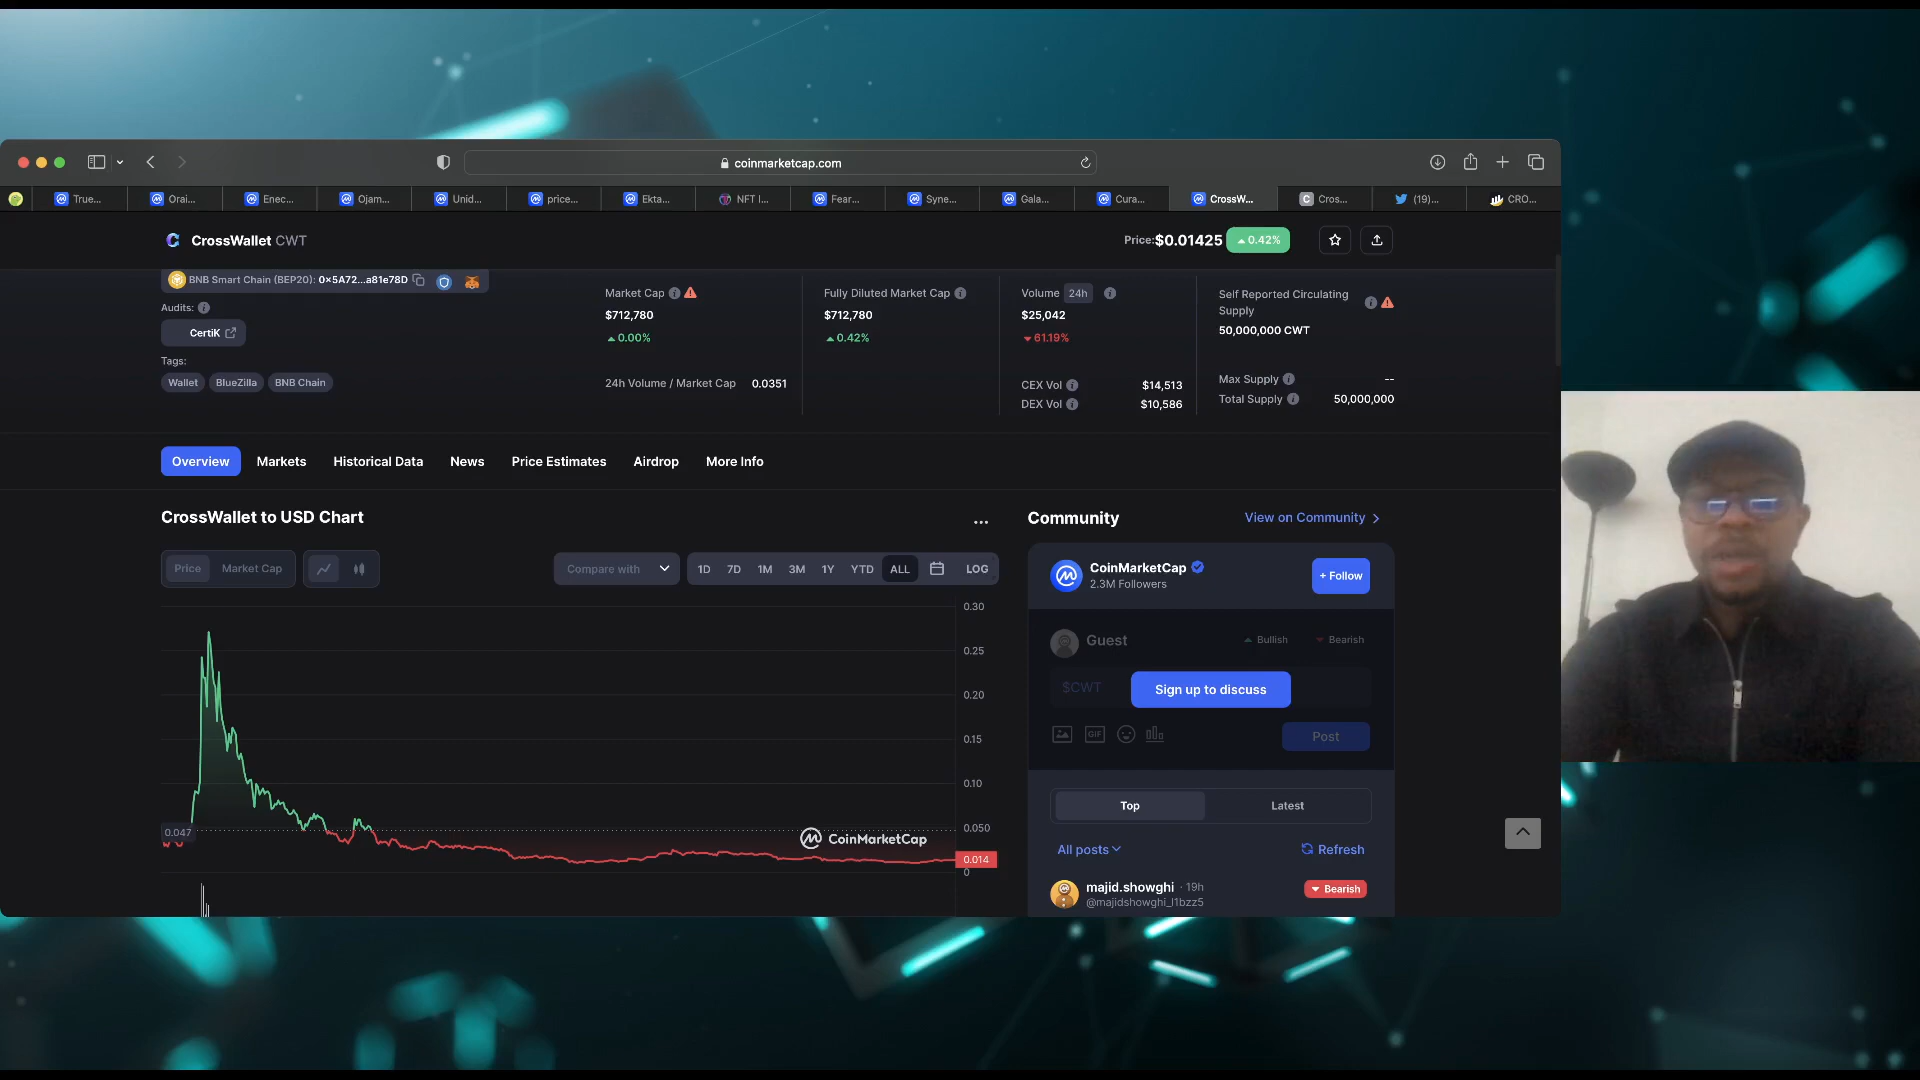 coinmarketcap.com
True...
Orai...
Enec...
Ojam...
Unid...
price...
Ekta...
NFT I...
Fear...
Syne...
Gala...
Cura...
CrossW...
Cros...
(19)...
CRO...
CrossWallet CWT
Price:$0.01425
0.42%
BNB Smart Chain (BEP20): 0x5A72...a81e78D
Audits:
CertiK
Tags:
Wallet
BlueZilla
BNB Chain
Market Cap
$712,780
0.00%
24h Volume / Market Cap 0.0351
Fully Diluted Market Cap
$712,780
0.42%
Volume 24h
$25,042
61.19%
CEX Vol $14,513
DEX Vol $10,586
Self Reported Circulating
Supply
50,000,000 CWT
Max Supply --
Total Supply 50,000,000
Overview
Markets
Historical Data
News
Price Estimates
Airdrop
More Info
CrossWallet to USD Chart
...
Price
Market Cap
Compare with
1D
7D
1M
3M
1Y
YTD
ALL
LOG
0.30
0.25
0.20
0.15
0.10
0.050
0.047
0.014
0
CoinMarketCap
Community
View on Community
CoinMarketCap
2.3M Followers
+ Follow
Guest
Bullish
Bearish
$CWT
Sign up to discuss
GIF
Post
Top
Latest
All posts
Refresh
majid.showghi · 19h
@majidshowghi_l1bzz5
Bearish